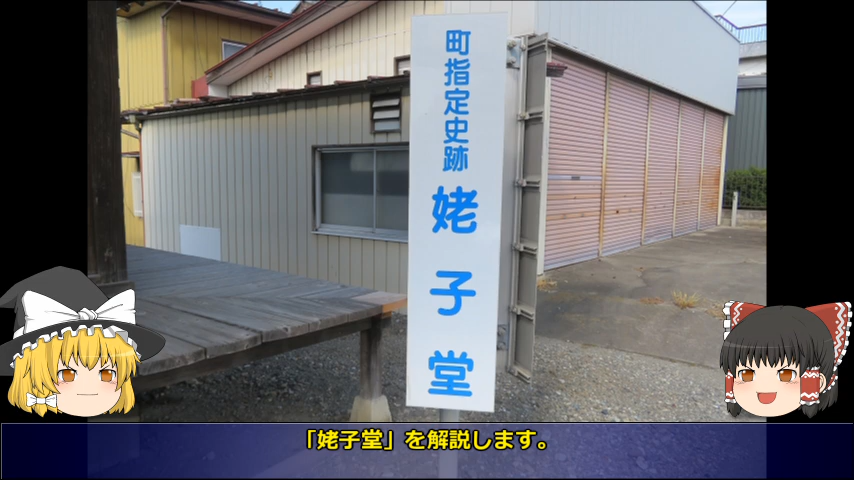 町指定史跡
姥子堂
「姥子堂」を解説します。